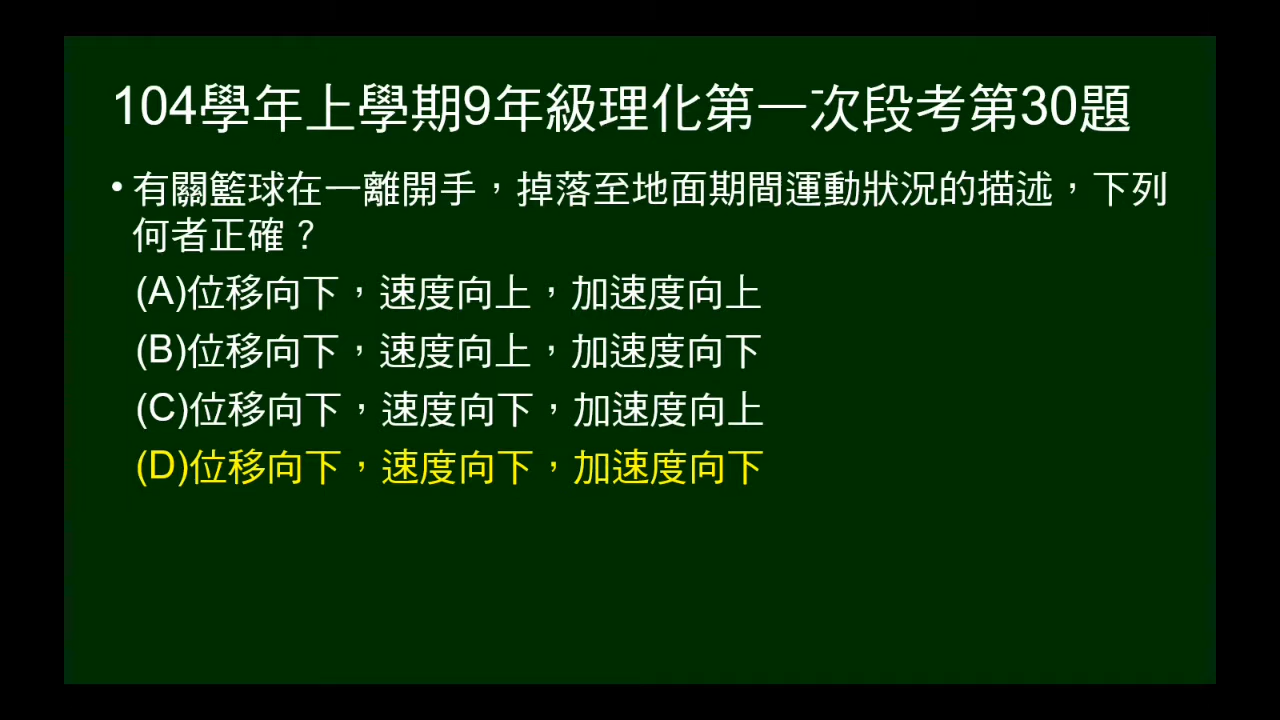 104學年上學期9年級理化第一次段考第30題
•有關籃球在一離開手，掉落至地面期間運動狀況的描述，下列
何者正確？
(A)位移向下，速度向上，加速度向上
(B)位移向下，速度向上，加速度向下
(C)位移向下，速度向下，加速度向上
(D)位移向下，速度向下，加速度向下